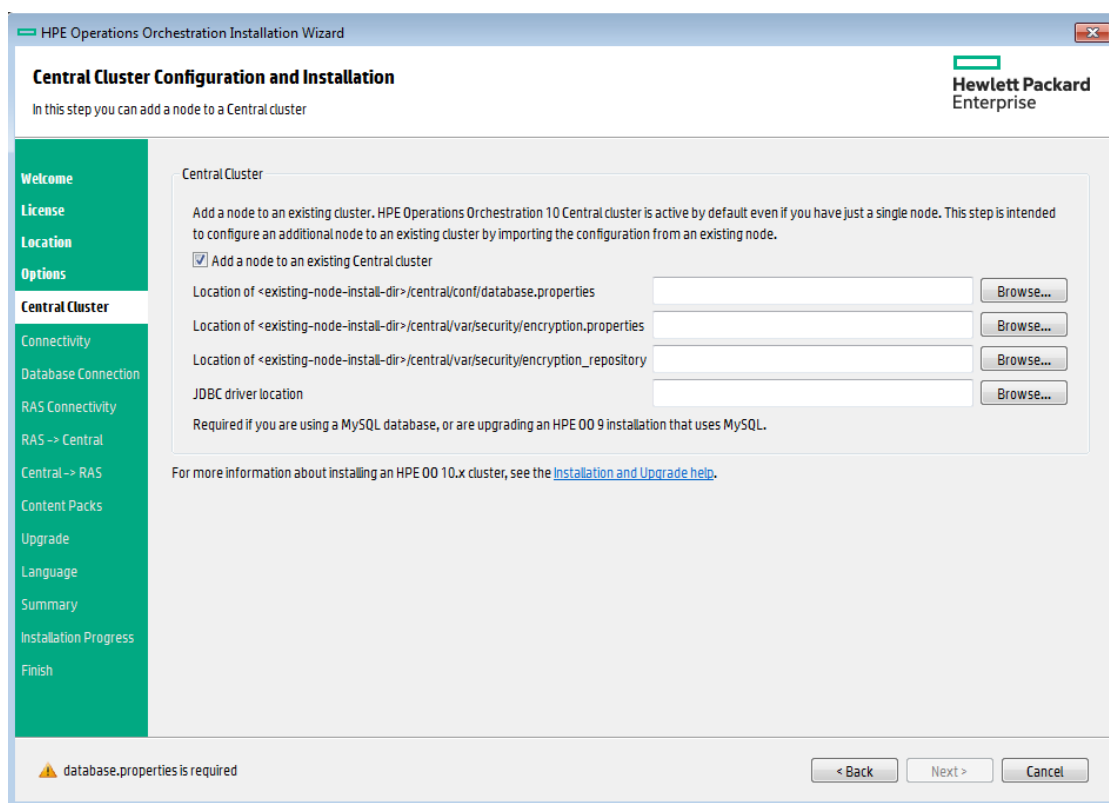 HPE Operations Orchestration Installation Wizard
Central Cluster Configuration and Installation
In this step you can add a node to a Central cluster
Hewlett Packard
Enterprise
Welcome
License
Location
Options
Central Cluster
Connectivity
Database Connection
RAS Connectivity
RAS -> Central
Central -> RAS
Content Packs
Upgrade
Language
Summary
Installation Progress
Finish
Central Cluster
Add a node to an existing cluster. HPE Operations Orchestration 10 Central cluster is active by default even if you have just a single node. This step is intended
to configure an additional node to an existing cluster by importing the configuration from an existing node.
Add a node to an existing Central cluster
Location of <existing-node-install-dir>/central/conf/database.properties
Browse...
Location of <existing-node-install-dir>/central/var/security/encryption.properties
Browse...
Location of <existing-node-install-dir>/central/var/security/encryption_repository
Browse...
JDBC driver location
Browse...
Required if you are using a MySQL database, or are upgrading an HPE OO 9 installation that uses MySQL.
For more information about installing an HPE OO 10.x cluster, see the Installation and Upgrade help.
database.properties is required
< Back
Next >
Cancel